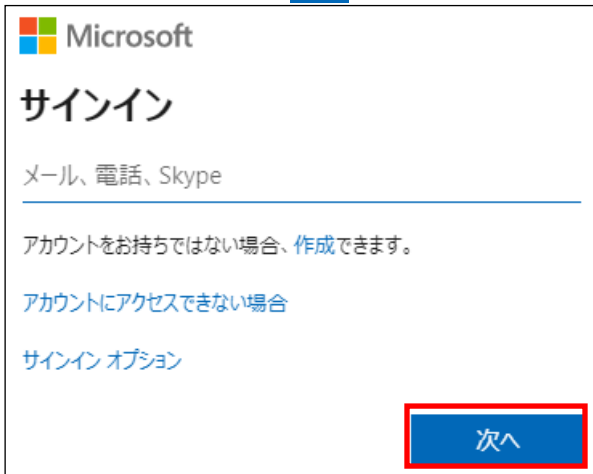 Microsoft
サインイン
メール、電話、Skype
アカウントをお持ちではない場合、作成できます。
アカウントにアクセスできない場合
サインイン オプション
次へ